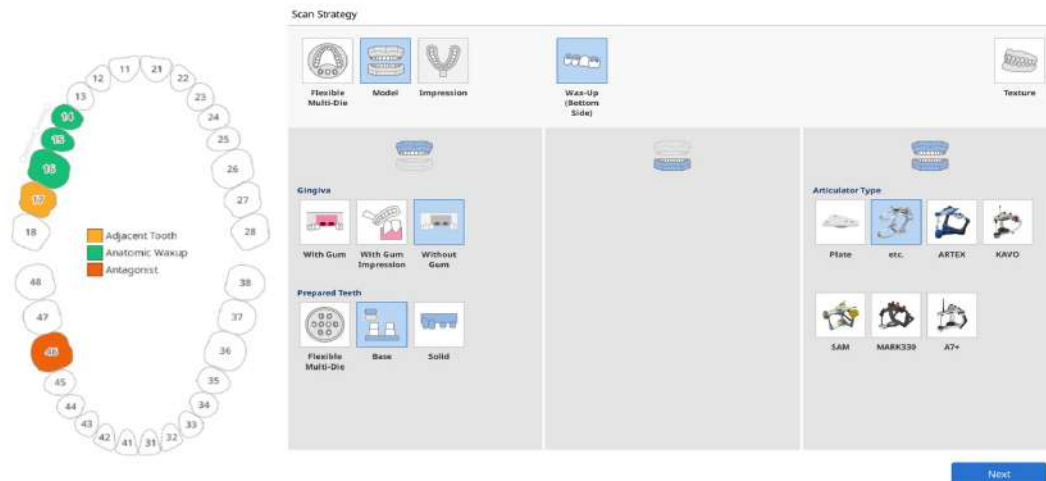 Scan Strategy
Flexible
Multi-Die
Model
Impression
Wax-Up
(Bottom
Side)
Texture
11
21
12
22
13
23
14
24
15
25
16
26
17
27
18
28
Adjacent Tooth
Anatomic Waxup
Antagonist
48
38
47
37
46
36
45
35
44
34
43
33
42
41
31
32
Gingiva
With Gum
With Gum
Impression
Without
Gum
Prepared Teeth
Flexible
Multi-Die
Base
Solid
Articulator Type
Plate
etc.
ARTEX
KAVO
SAM
MARK330
A7+
Next